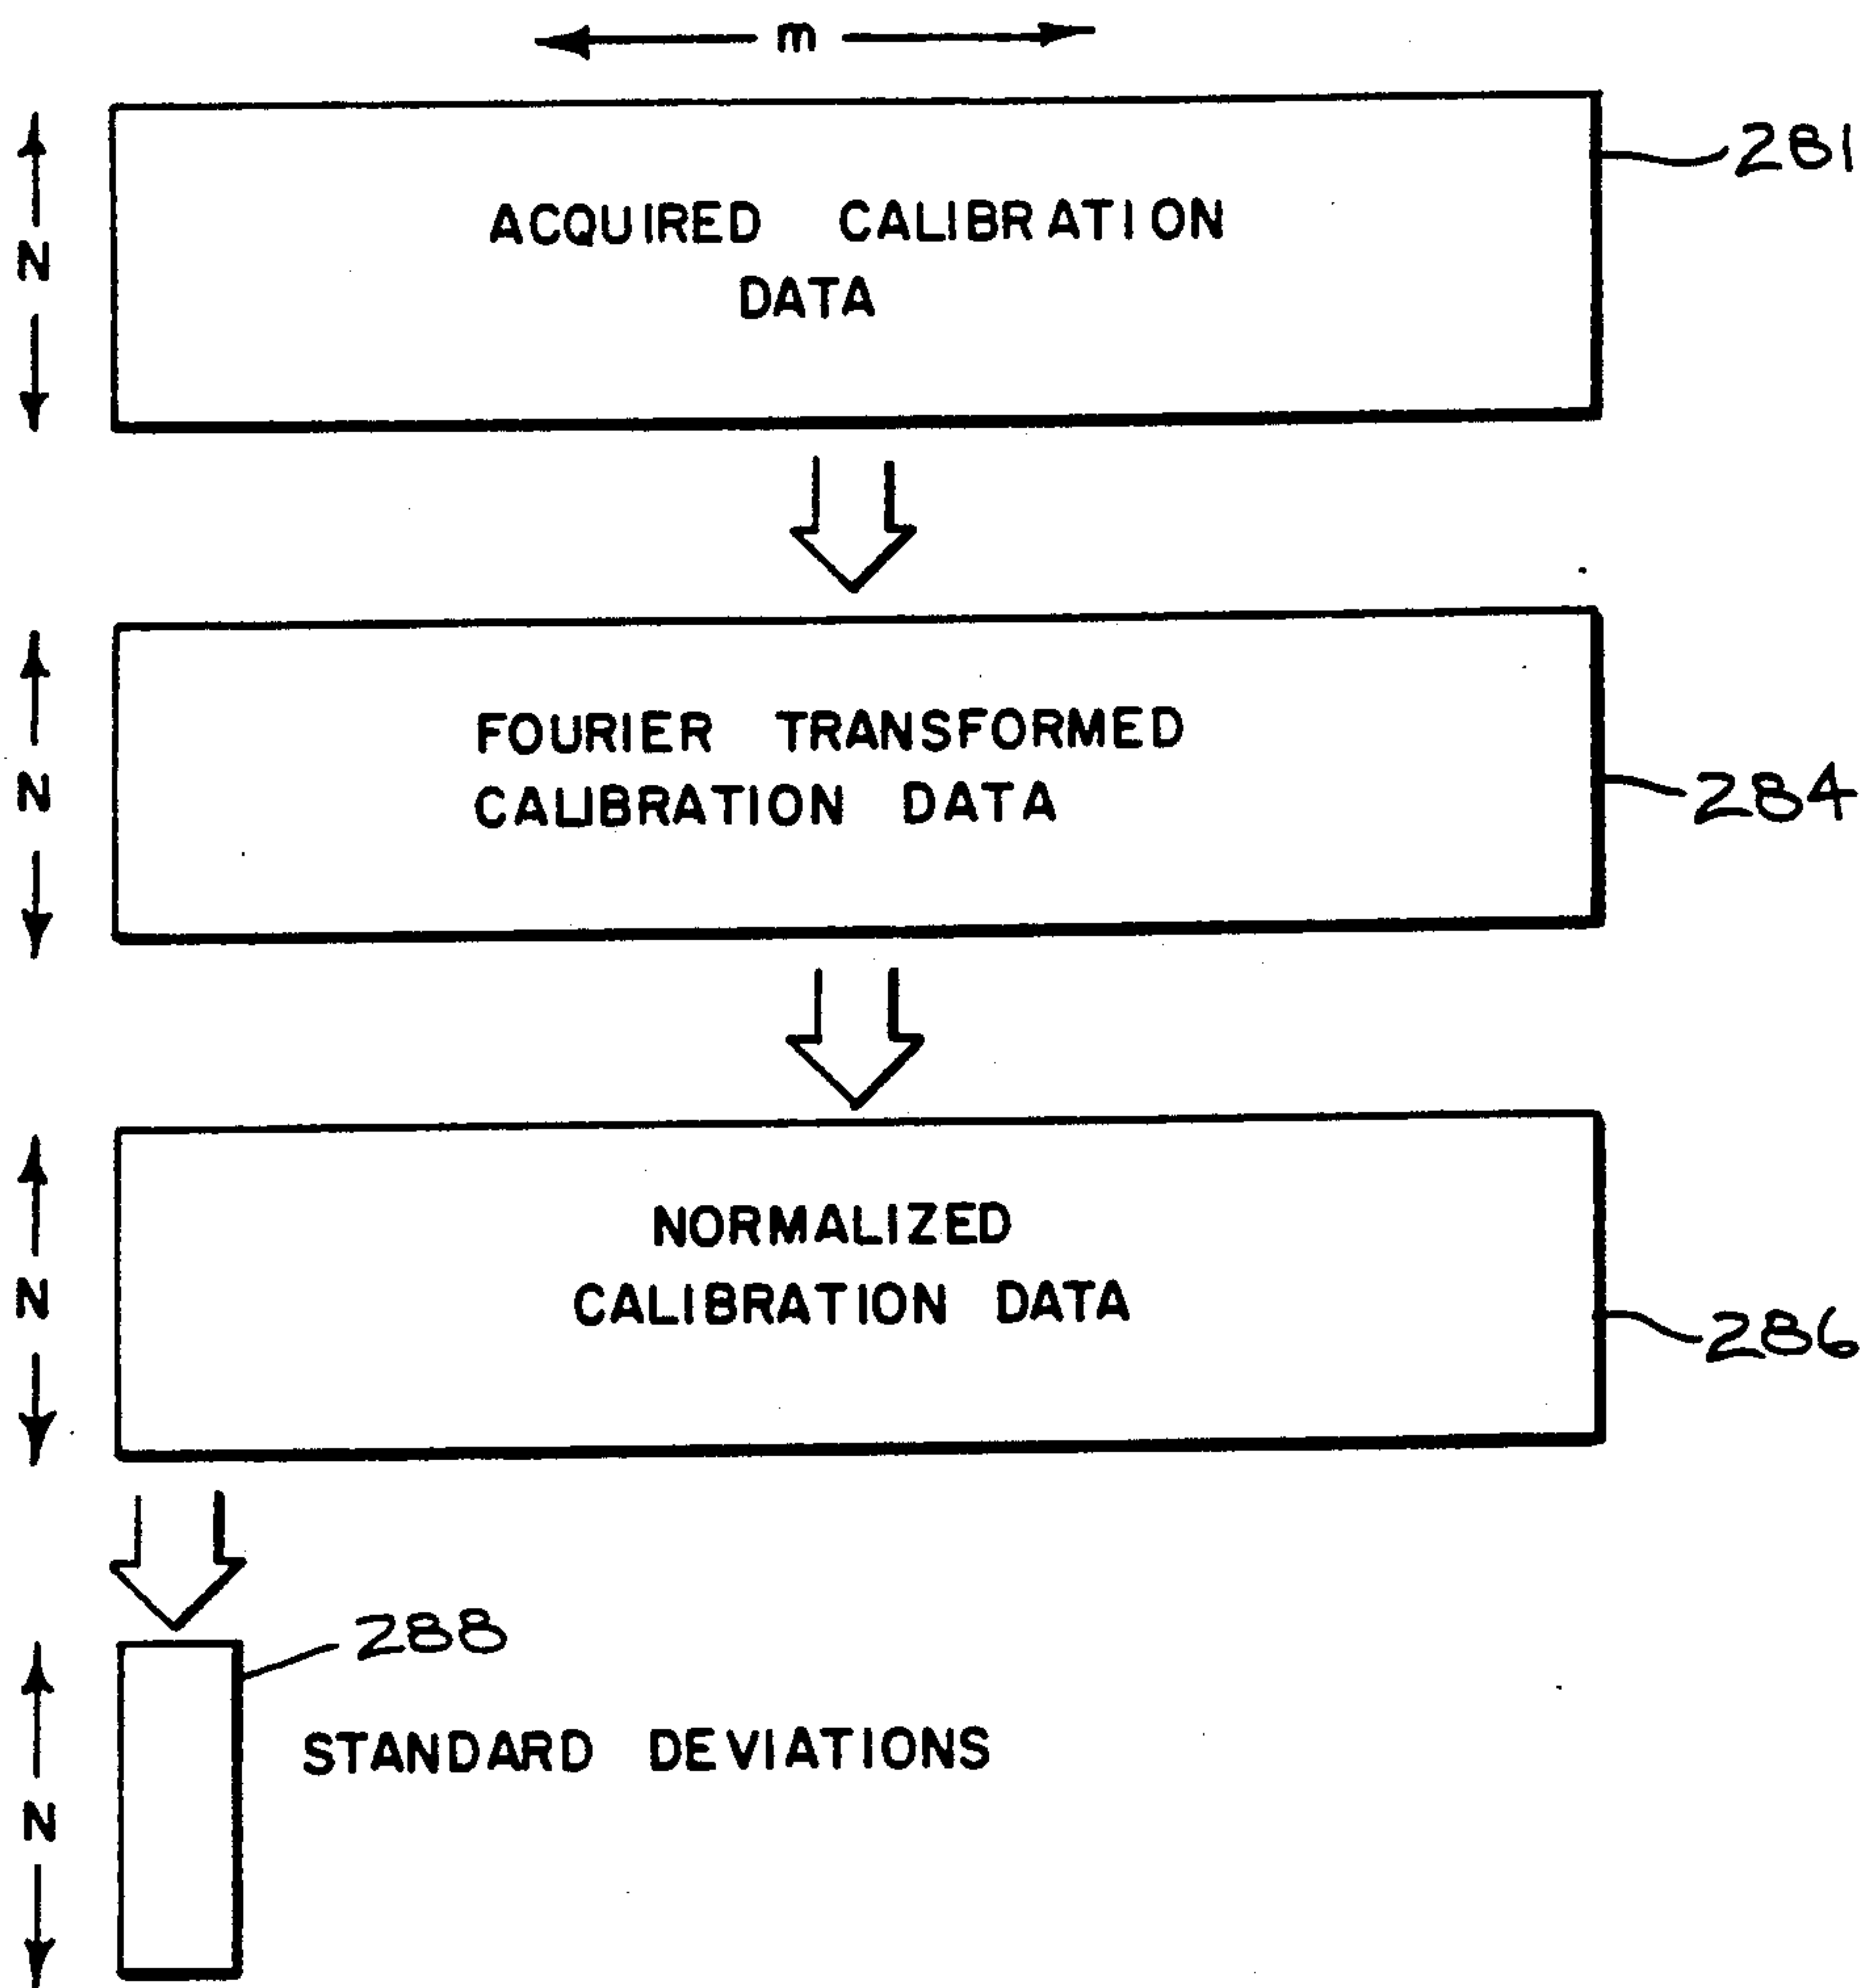 m
281
N
ACQUIRED CALIBRATION
DATA
284
N
FOURIER TRANSFORMED
CALIBRATION DATA
286
N
NORMALIZED
CALIBRATION DATA
288
N
STANDARD DEVIATIONS